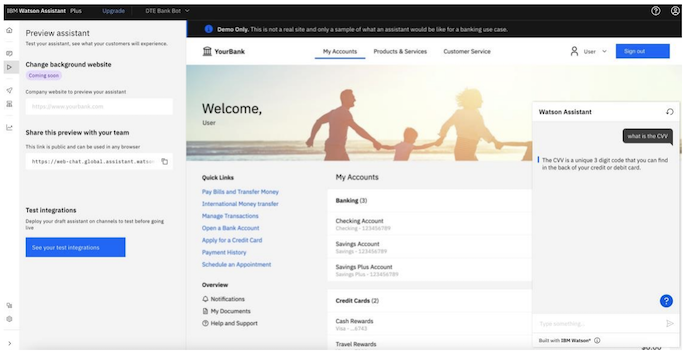 IBM Watson Assistant Plus
Upgrade
DTE Bank Bot
Preview assistant
Test your assistant, see what your customers will experience.
Change background website
Coming soon
Company website to preview your assistant
https://www.yourbank.com
Share this preview with your team
This link is public and can be used in any browser
https://web-chat.global.assistant.watso
Test integrations
Deploy your draft assistant on channels to test before going
live
See your test integrations
Demo Only. This is not a real site and only a sample of what an assistant would be like for a banking use case.
YourBank
My Accounts
Products & Services
Customer Service
User
Sign out
Welcome,
User
Quick Links
Pay Bills and Transfer Money
International Money transfer
Manage Transactions
Open a Bank Account
Apply for a Credit Card
Payment History
Schedule an Appointment
Overview
Notifications
My Documents
Help and Support
My Accounts
Banking (3)
Checking Account
Checking - 123456789
Savings Account
Savings - 123456789
Savings Plus Account
Savings Plus - 123456789
Credit Cards (2)
Cash Rewards
Visa - ...6743
Travel Rewards
Watson Assistant
what is the CVV
The CVV is a unique 3 digit code that you can find
in the back of your credit or debit card.
Type something...
Built with IBM Watson®